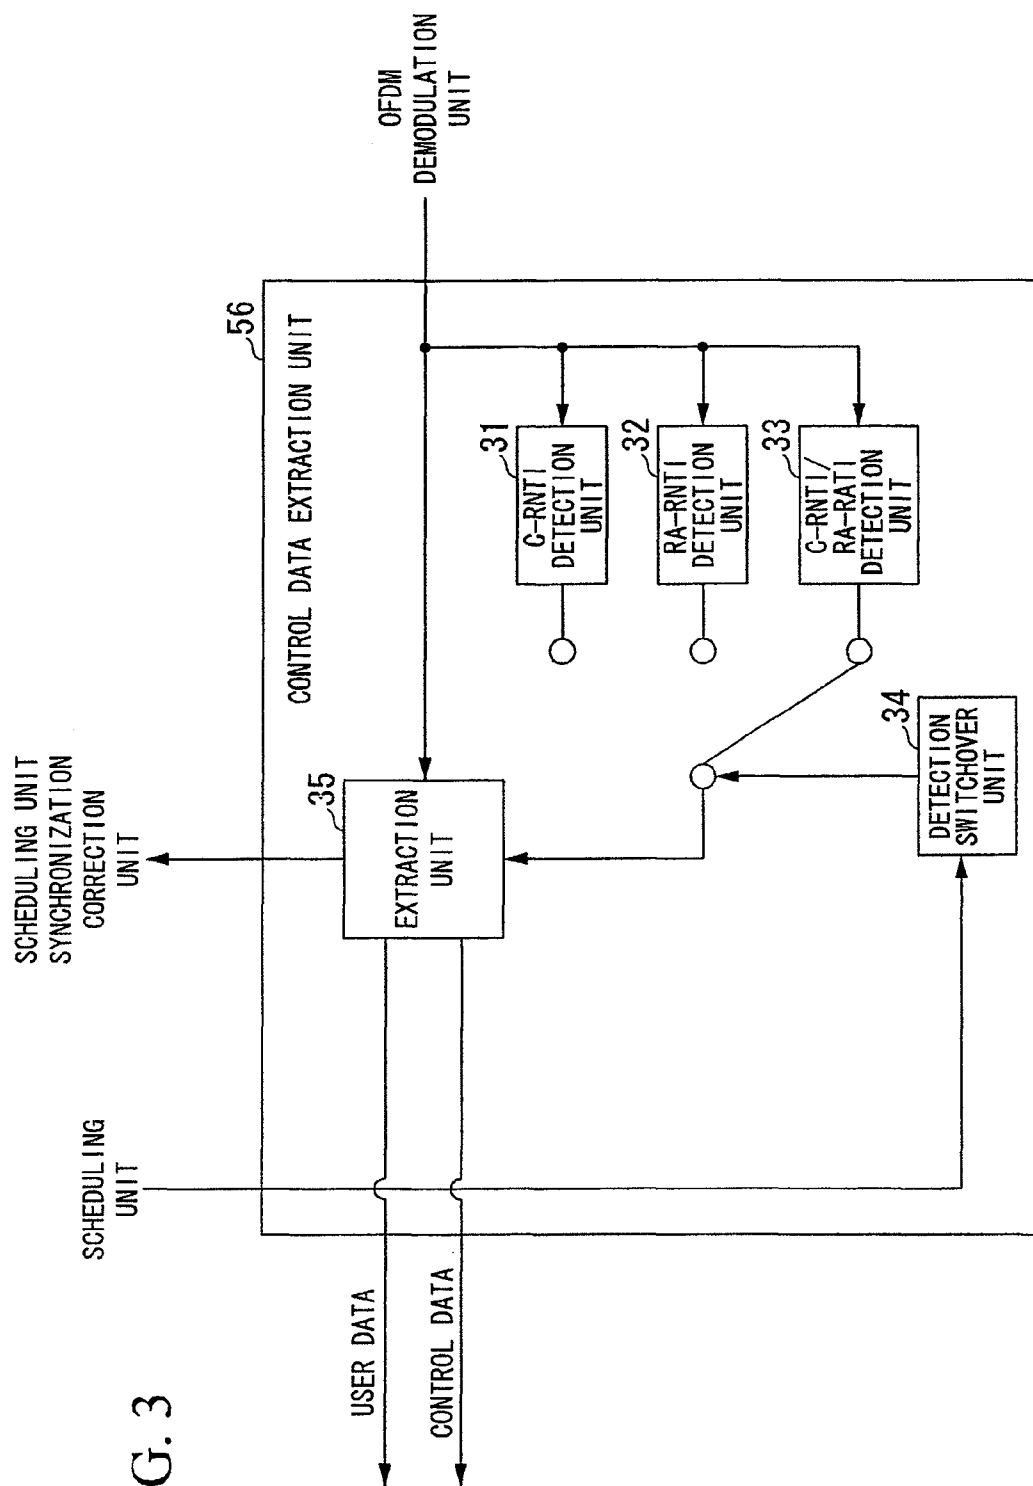 G. 3
SCHEDULING UNIT
SYNCHRONIZATION
CORRECTION
UNIT
SCHEDULING
UNIT
56
CONTROL DATA EXTRACTION UNIT
OFDM
DEMODULATION
UNIT
35
EXTRACTION
UNIT
USER DATA
CONTROL DATA
31
C-RNTI
DETECTION
UNIT
32
RA-RNTI
DETECTION
UNIT
33
C-RNTI/
RA-RATI
DETECTION
UNIT
34
DETECTION
SWITCHOVER
UNIT